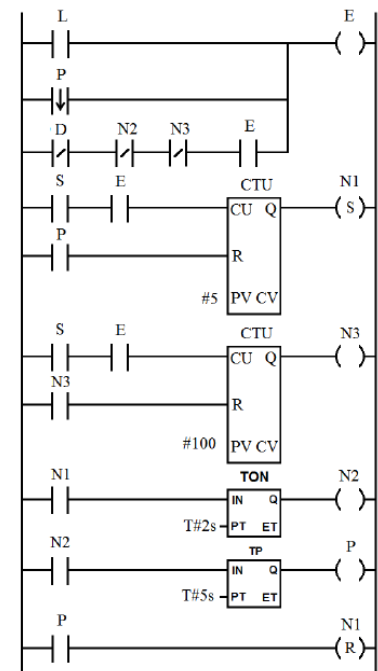 L E
P
D N2 N3 E
S E CTU N1
CU Q S
P
R
#5 PV CV
S E CTU N3
CU Q
N3
R
#100 PV CV
N1 TON N2
IN Q
T#2s PT ET
N2 TP P
IN Q
T#5s PT ET
P N1
R